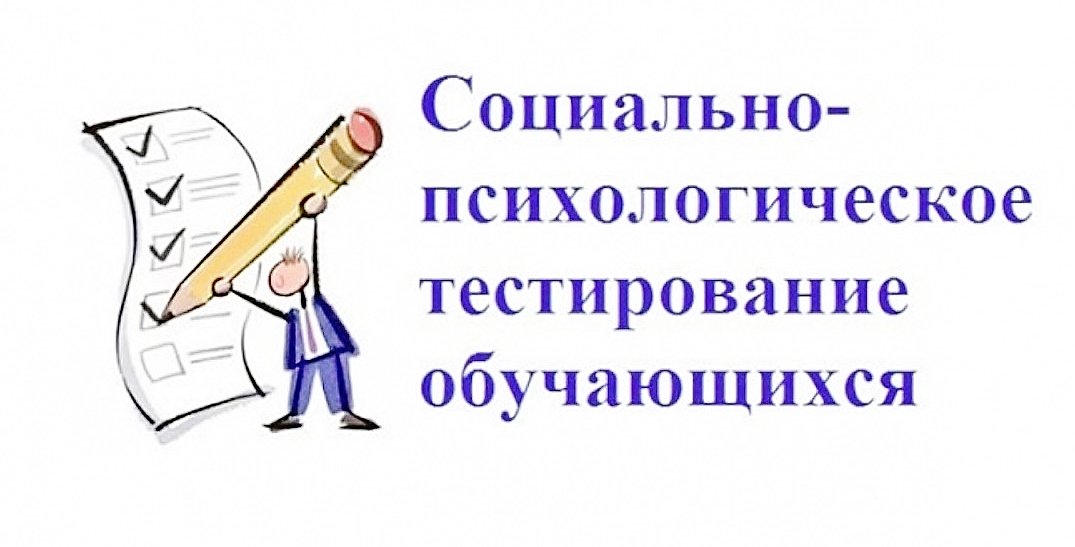 Социально-
психологическое
тестирование
обучающихся